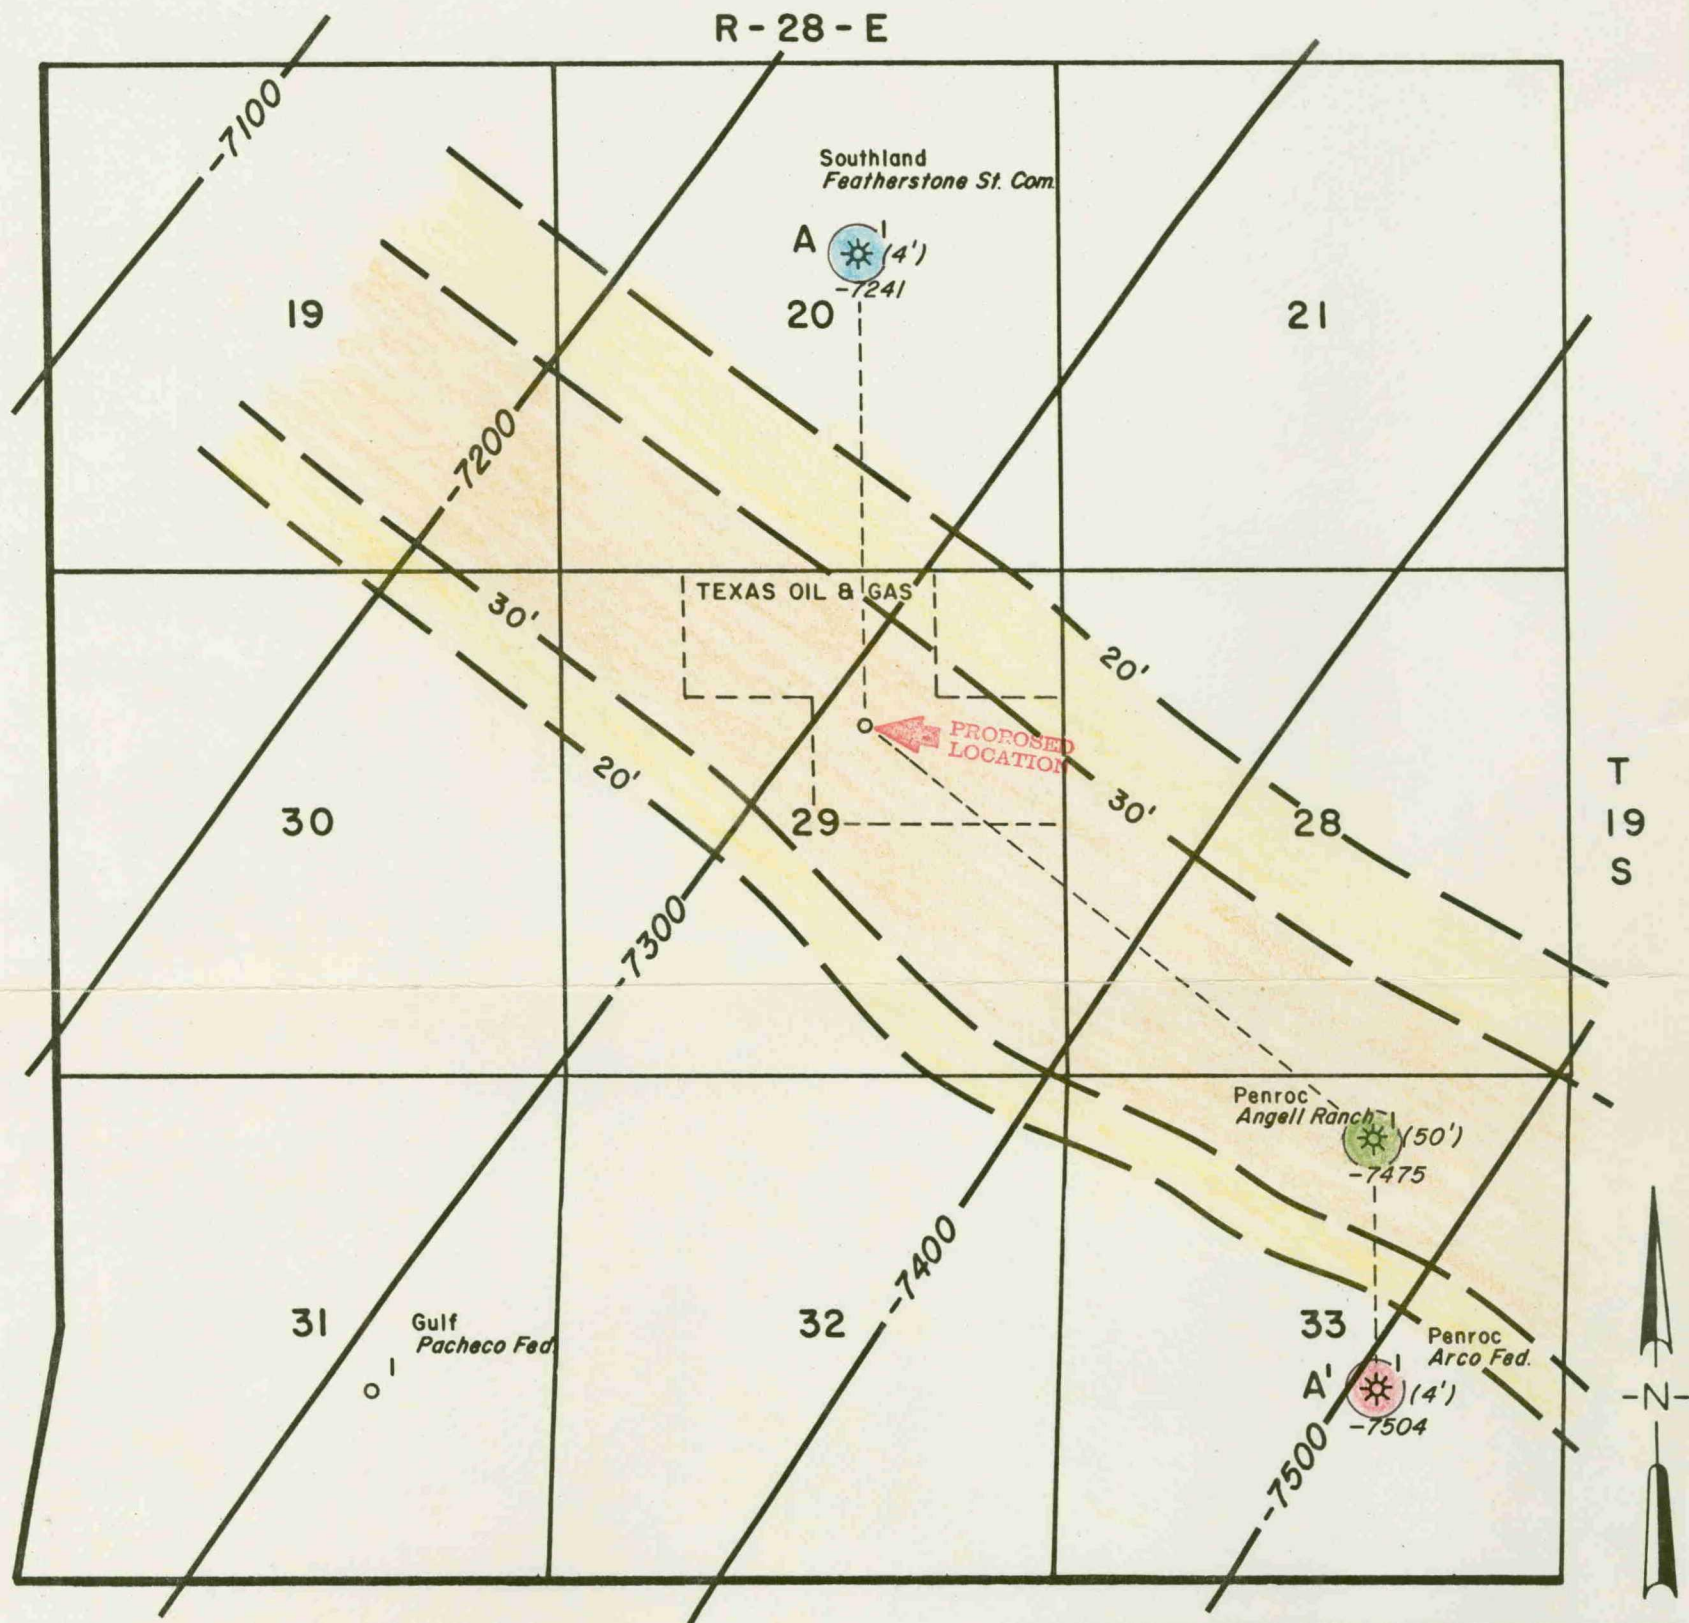 R-28-E
-7100
Southland
Featherstone St. Com.
A
1
(4')
-7241
19
20
21
-7200
TEXAS OIL & GAS
30'
20'
PROPOSED
LOCATION
20'
30'
30
29
28
T
19
S
-7300
Penroc
Angell Ranch
1
(50')
-7475
-7400
31
Gulf
Pacheco Fed.
1
32
33
Penroc
Arco Fed.
A'
1
(4')
-7504
-N-
-7500